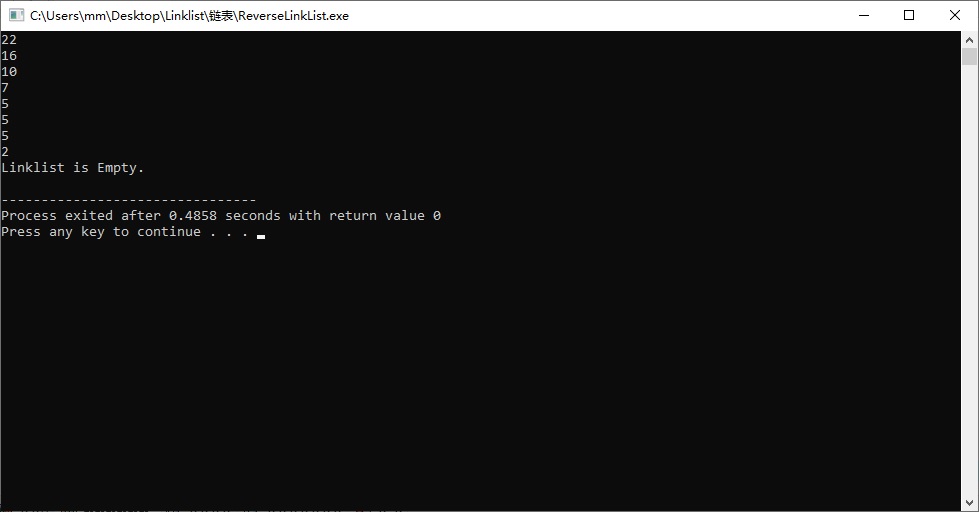 C:\Users\mm\Desktop\Linklist\链表\ReverseLinkList.exe
22
16
10
7
5
5
5
2
Linklist is Empty.
--------------------------------
Process exited after 0.4858 seconds with return value 0
Press any key to continue . . .